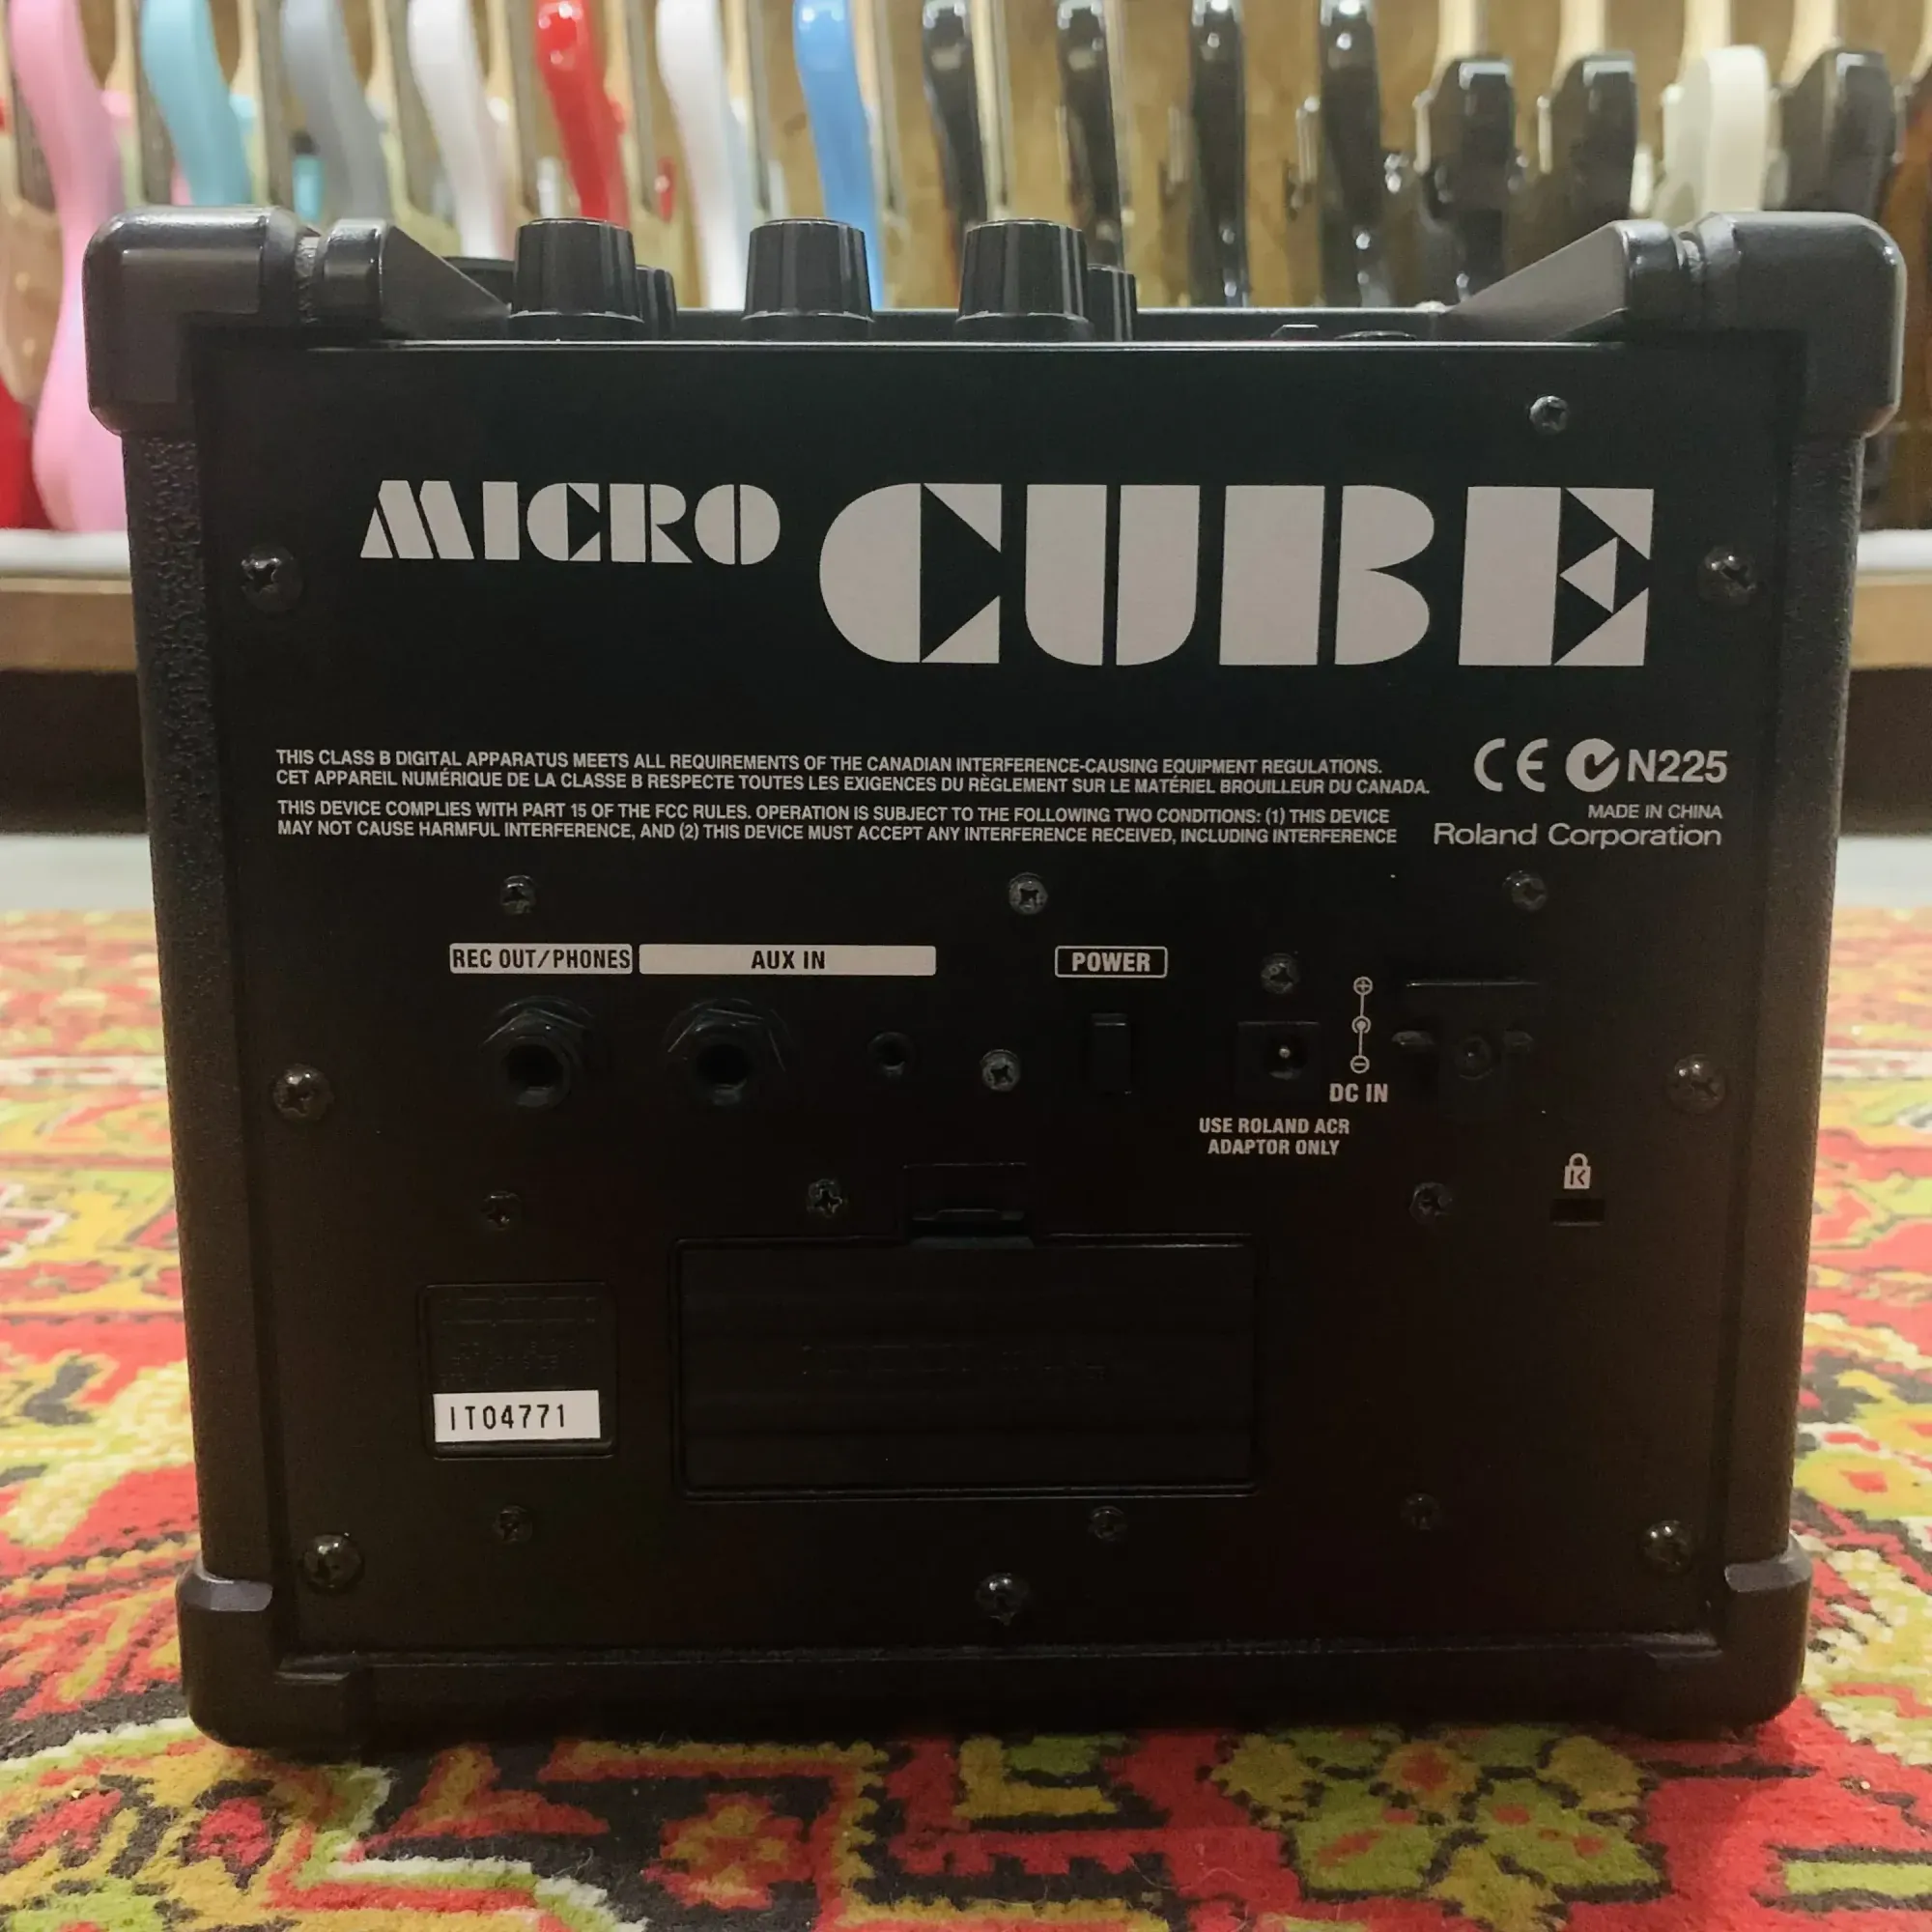 MICRO CUBE
THIS CLASS B DIGITAL APPARATUS MEETS ALL REQUIREMENTS OF THE CANADIAN INTERFERENCE-CAUSING EQUIPMENT REGULATIONS.
CET APPAREIL NUMÉRIQUE DE LA CLASSE B RESPECTE TOUTES LES EXIGENCES DU RÈGLEMENT SUR LE MATÉRIEL BROUILLEUR DU CANADA.
THIS DEVICE COMPLIES WITH PART 15 OF THE FCC RULES. OPERATION IS SUBJECT TO THE FOLLOWING TWO CONDITIONS: (1) THIS DEVICE
MAY NOT CAUSE HARMFUL INTERFERENCE, AND (2) THIS DEVICE MUST ACCEPT ANY INTERFERENCE RECEIVED, INCLUDING INTERFERENCE
CE N225
MADE IN CHINA
Roland Corporation
REC OUT/PHONES
AUX IN
POWER
DC IN
USE ROLAND ACR
ADAPTOR ONLY
K
IT04771